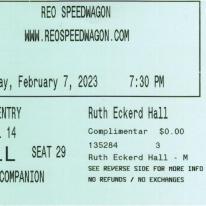 REO SPEEDWAGON
WWW.REOSPEEDWAGON.COM
ay, February 7, 2023 7:30 PM
ENTRY Ruth Eckerd Hall
14 Complimentar $0.00
135284 3
L SEAT 29 Ruth Eckerd Hall - M
COMPANION SEE REVERSE SIDE FOR MORE INFO
NO REFUNDS / NO EXCHANGES